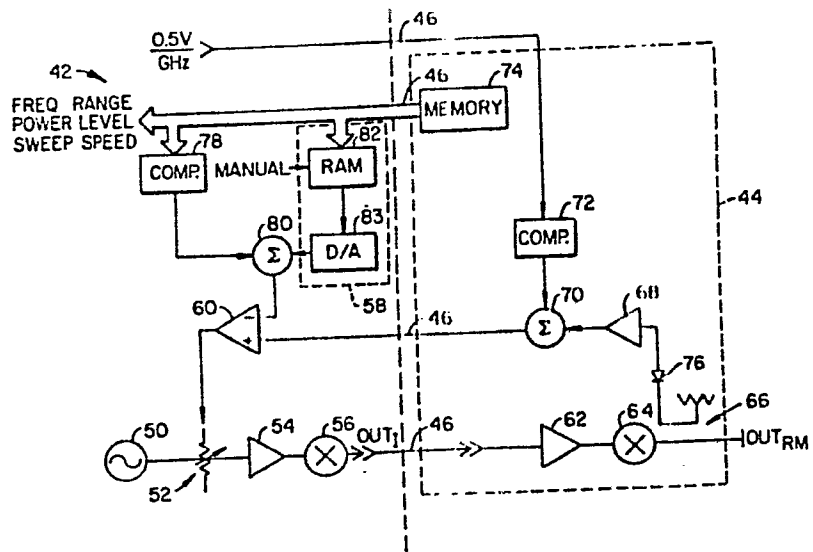 46
0.5V
GHz
42
46
74
MEMORY
FREQ RANGE
POWER LEVEL
SWEEP SPEED
78
82
COMP.
MANUAL
RAM
44
80
83
72
Σ
D/A
COMP.
58
70
68
60
−
+
46
Σ
76
50
54
56
OUT1
46
62
64
66
OUTRM
52